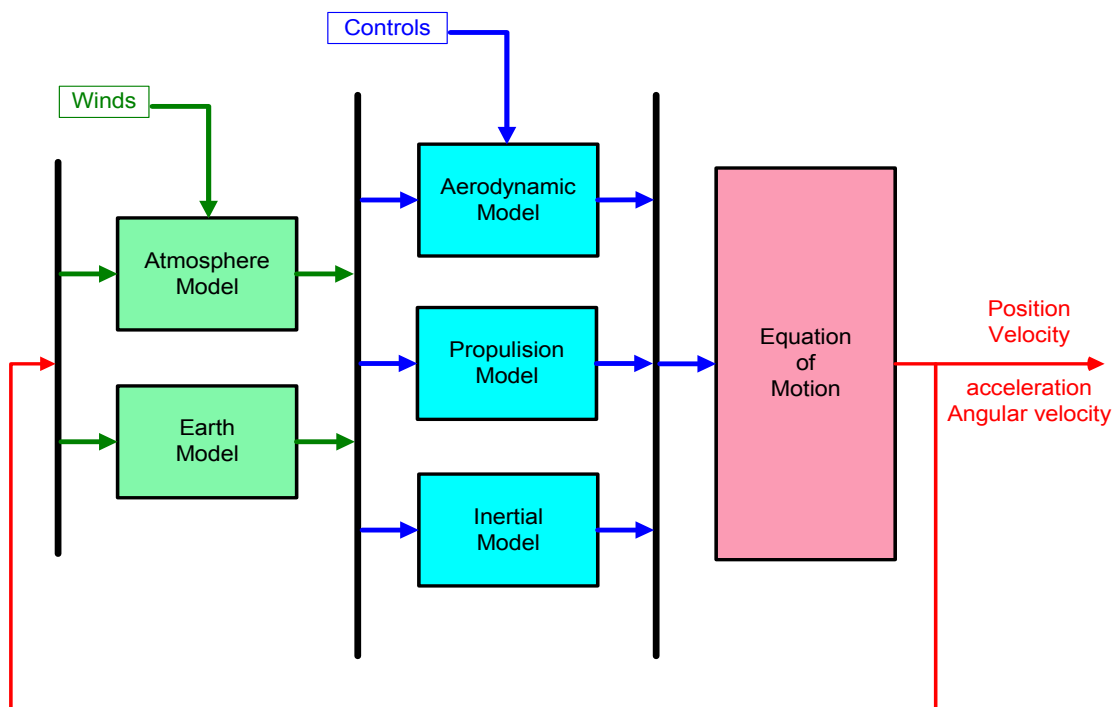 Controls
Winds
Aerodynamic
Model
Atmosphere
Model
Propulision
Model
Earth
Model
Inertial
Model
Equation
of
Motion
Position
Velocity
acceleration
Angular velocity